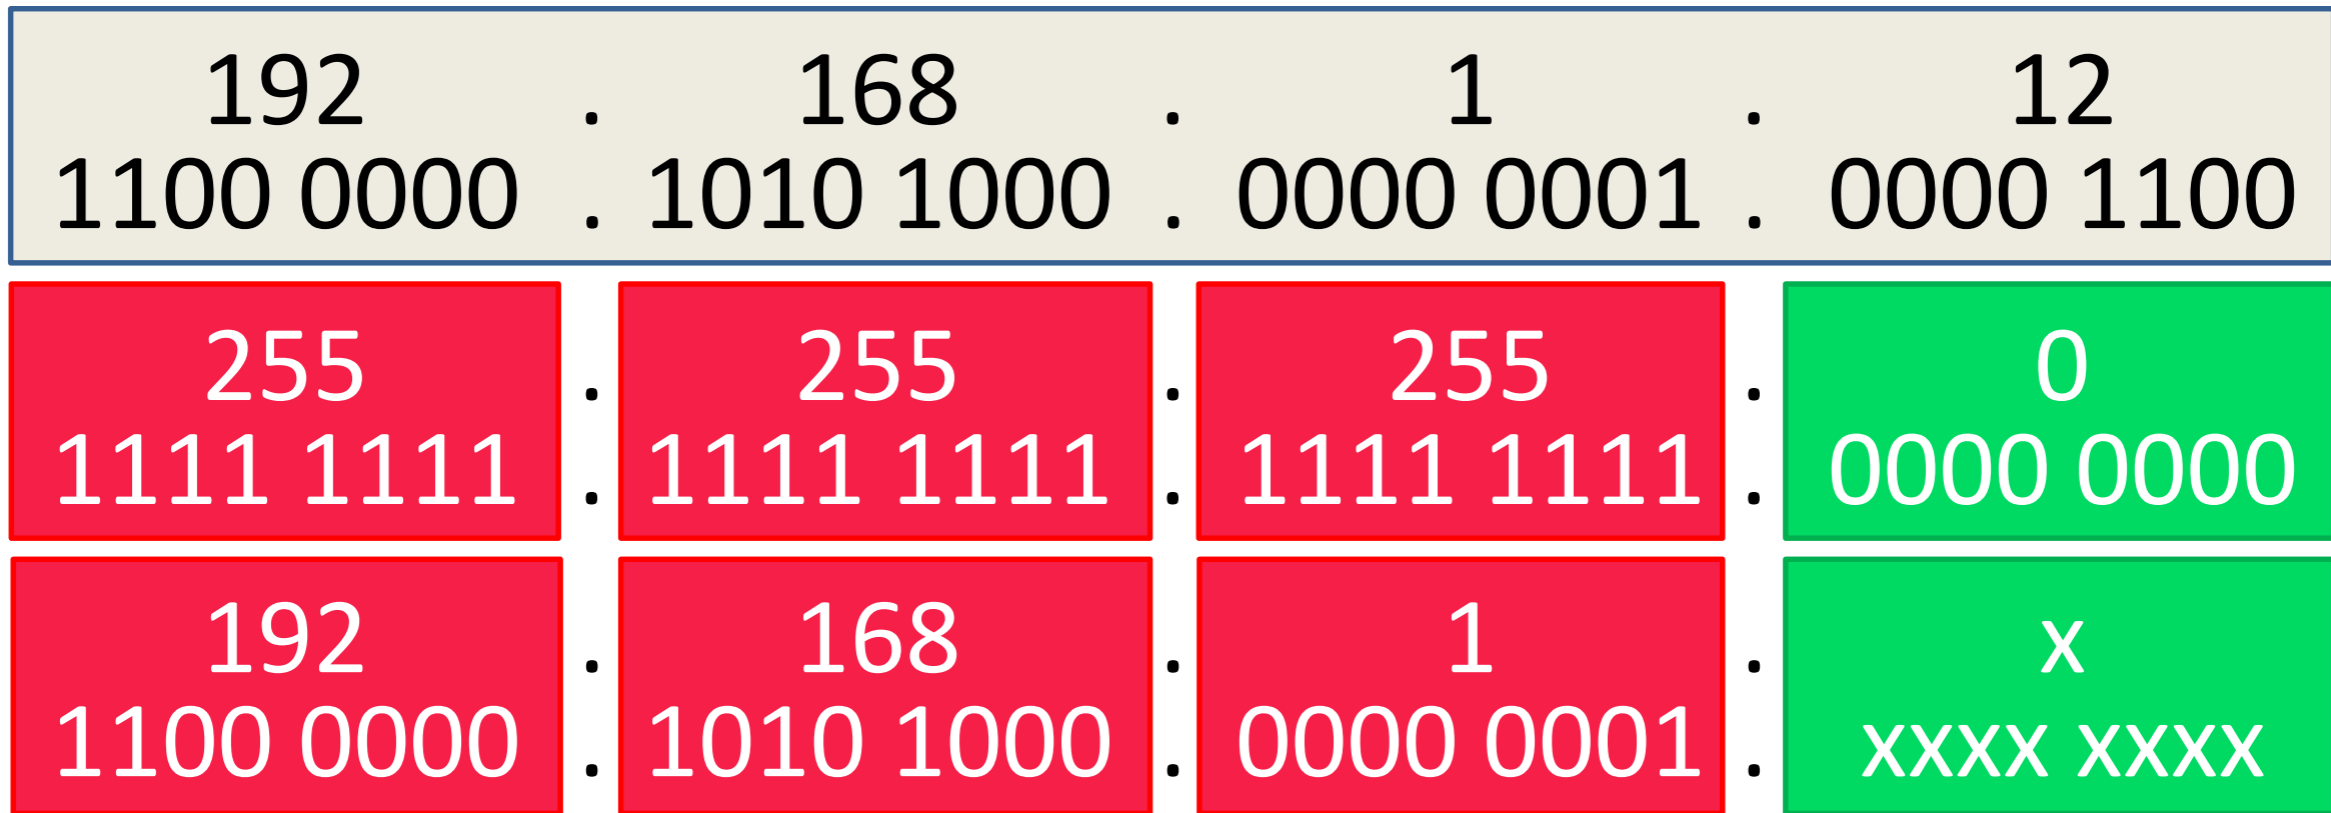 192 . 168 . 1 . 12
1100 0000 . 1010 1000 . 0000 0001 . 0000 1100
255 . 255 . 255 . 0
1111 1111 . 1111 1111 . 1111 1111 . 0000 0000
192 . 168 . 1 . x
1100 0000 . 1010 1000 . 0000 0001 . xxxx xxxx